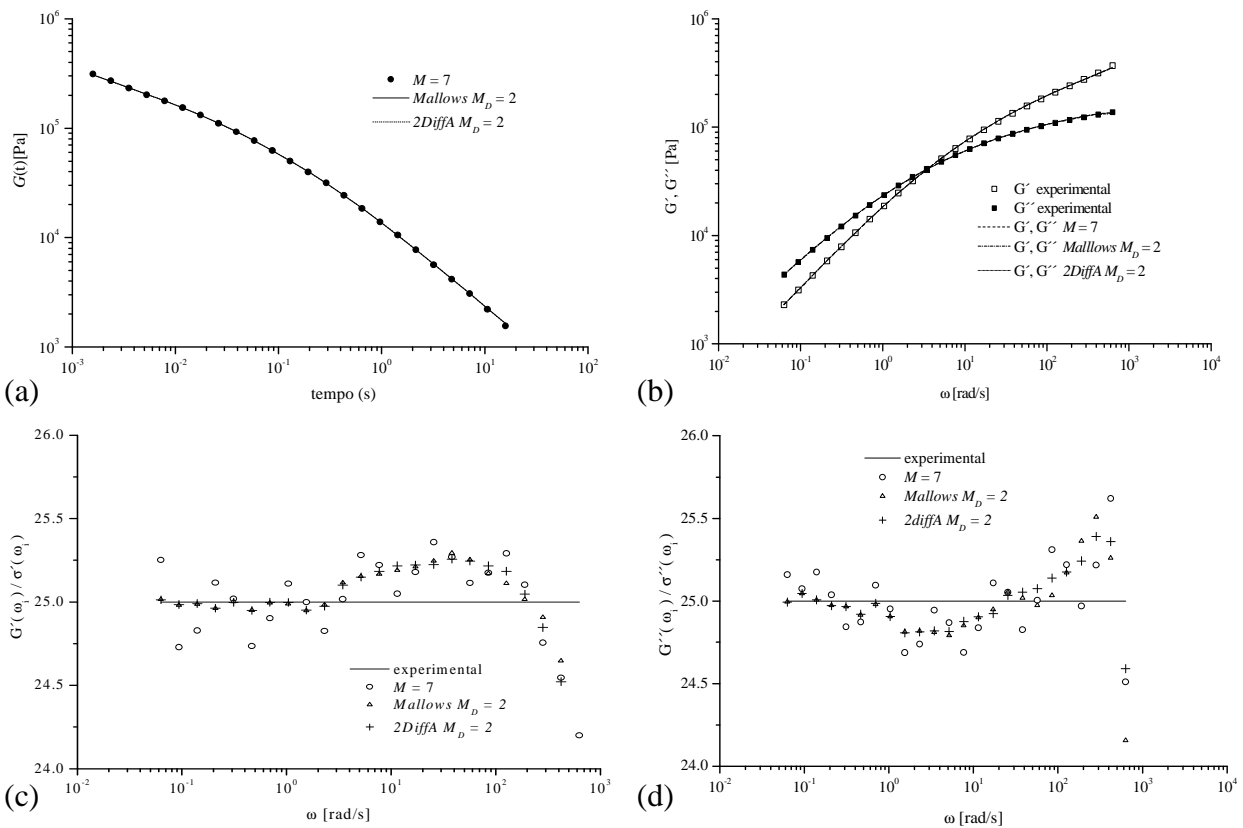 10^6
10^5
10^4
10^3
G(t)[Pa]
M = 7
Mallows M_D = 2
2DiffA M_D = 2
10^-3
10^-2
10^-1
10^0
10^1
10^2
tempo (s)
(a)
10^6
10^5
10^4
10^3
G´, G´´ [Pa]
G´ experimental
G´´ experimental
G´, G´´ M = 7
G´, G´´ Malllows M_D = 2
G´, G´´ 2DiffA M_D = 2
10^-2
10^-1
10^0
10^1
10^2
10^3
10^4
ω [rad/s]
(b)
26.0
25.5
25.0
24.5
24.0
G´(ω_i) / σ´(ω_i)
experimental
M = 7
Mallows M_D = 2
2DiffA M_D = 2
10^-2
10^-1
10^0
10^1
10^2
10^3
ω [rad/s]
(c)
26.0
25.5
25.0
24.5
24.0
G´´(ω_i) / σ´´(ω_i)
experimental
M = 7
Mallows M_D = 2
2diffA M_D = 2
10^-2
10^-1
10^0
10^1
10^2
10^3
10^4
ω [rad/s]
(d)